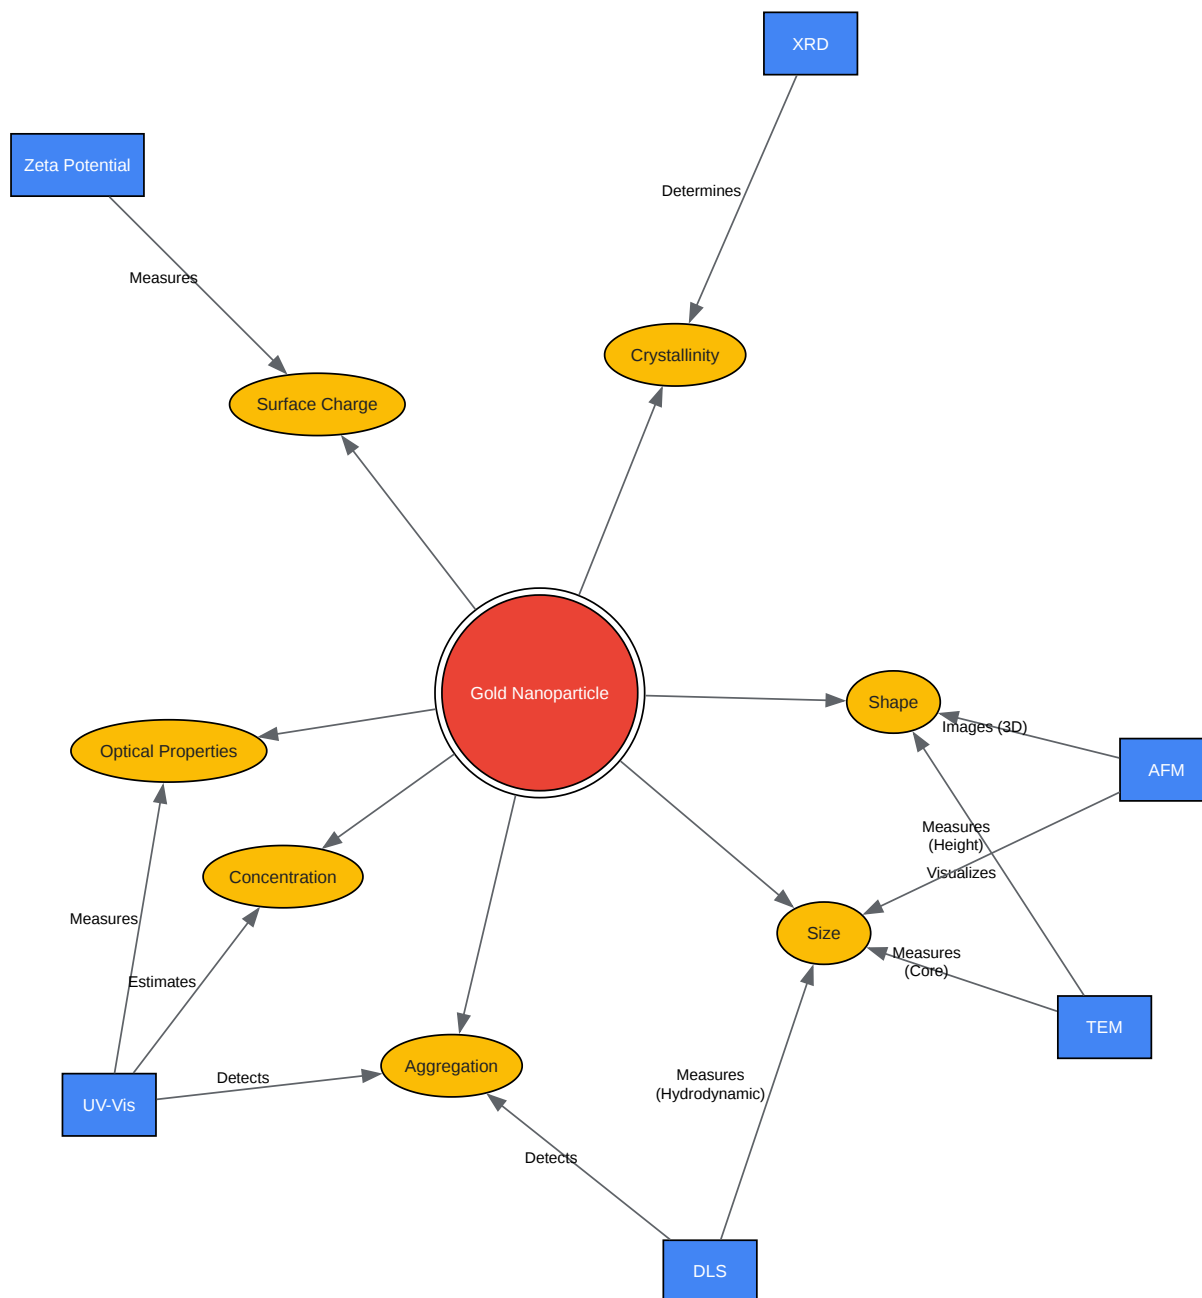 XRD
Zeta Potential
Determines
Measures
Crystallinity
Surface Charge
Gold Nanoparticle
Shape
Images (3D)
Optical Properties
AFM
Measures
(Height)
Visualizes
Concentration
Measures
Size
Measures
(Core)
Estimates
TEM
Aggregation
Detects
Measures
(Hydrodynamic)
UV-Vis
Detects
DLS